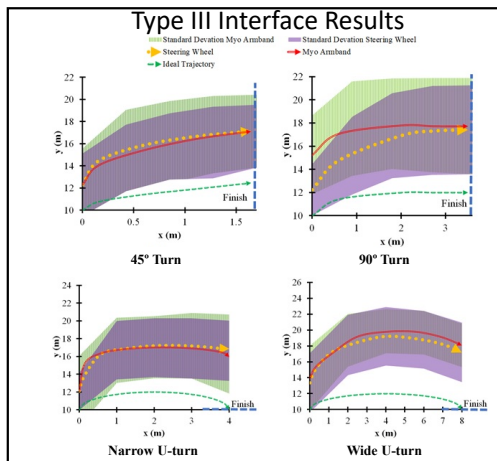 Type III Interface Results
Standard Devation Myo Armband
Standard Devation Steering Wheel
Steering Wheel
Myo Armband
Ideal Trajectory
22
20
18
16
14
12
10
y (m)
0
0.5
1
1.5
x (m)
Finish
45º Turn
22
20
18
16
14
12
10
y (m)
0
1
2
3
x (m)
Finish
90º Turn
24
22
20
18
16
14
12
10
y (m)
0
1
2
3
4
x (m)
Finish
Narrow U-turn
28
26
24
22
20
18
16
14
12
10
y (m)
0
1
2
3
4
5
6
7
8
x (m)
Finish
Wide U-turn